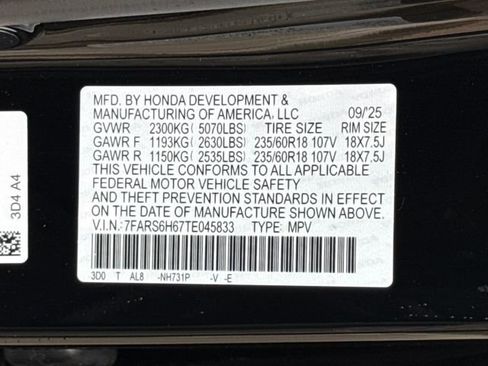 MFD. BY HONDA DEVELOPMENT &
MANUFACTURING OF AMERICA, LLC 09/25
GVWR 2300KG (5070LBS) TIRE SIZE RIM SIZE
GAWR F 1193KG (2630LBS) 235/60R18 107V 18X7.5J
GAWR R 1150KG (2535LBS) 235/60R18 107V 18X7.5J
THIS VEHICLE CONFORMS TO ALL APPLICABLE
FEDERAL MOTOR VEHICLE SAFETY
AND THEFT PREVENTION STANDARDS IN EFFECT
ON THE DATE OF MANUFACTURE SHOWN ABOVE.
V.I.N.: 7FARS6H67TE045833 TYPE: MPV
3D0 T AL8 -NH731P -V -E
3D4 A4